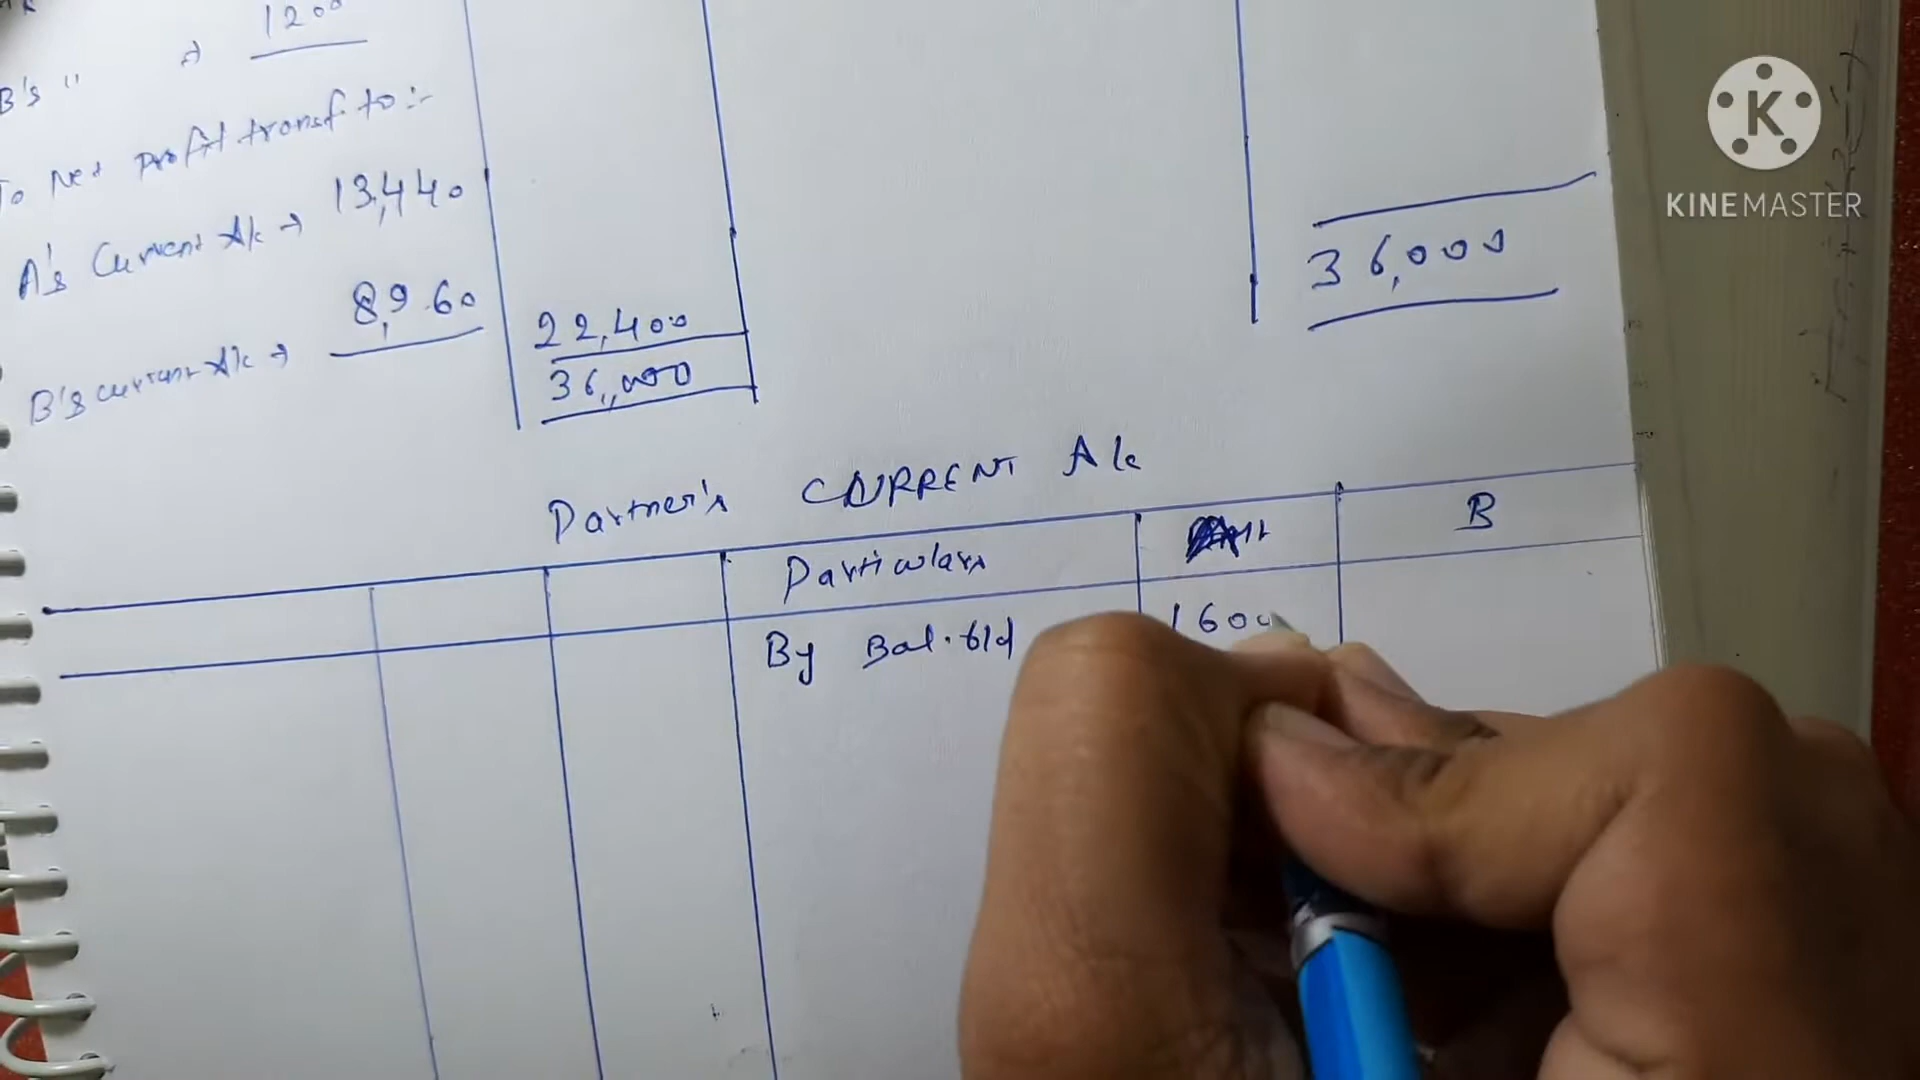 1200
B's "
To Net Profit transf. to :-
A's Current A/c → 13,440
B's current A/c → 8,960
22,400
36,000
36,000
Partner's CURRENT A/c
Particulars B
By Bal. b/d 1600
K
KINEMASTER